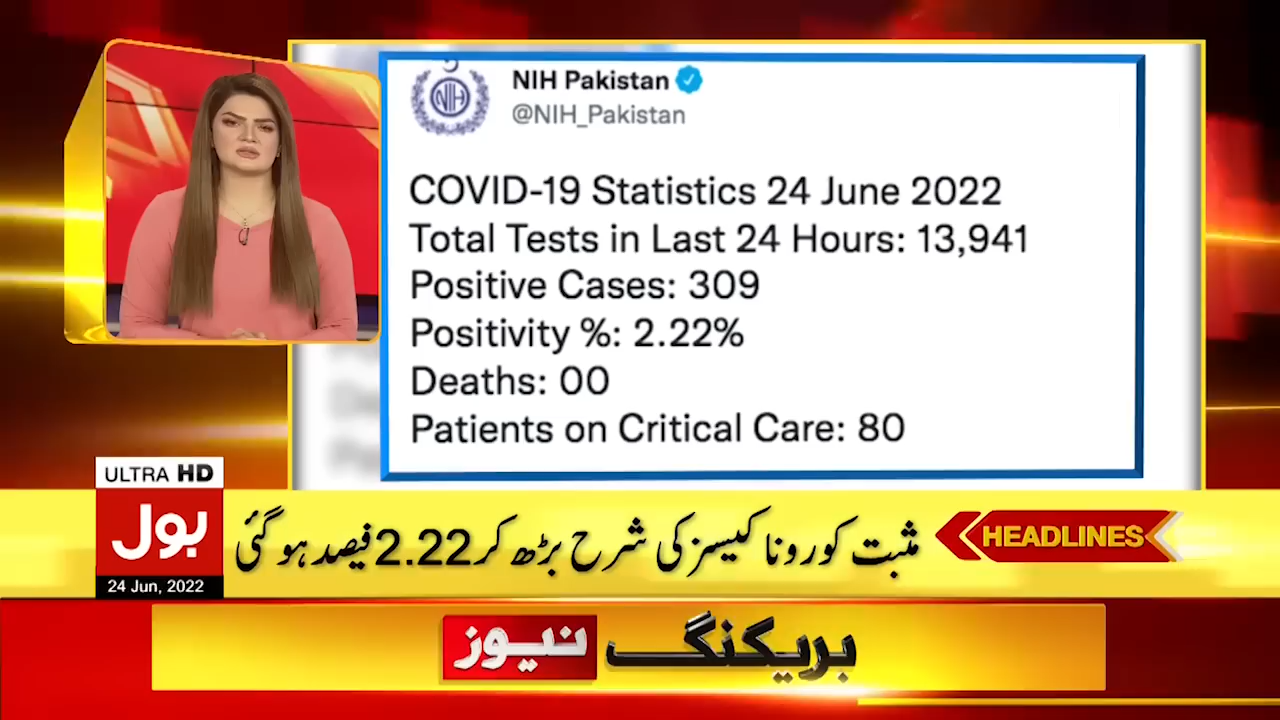 NIH
NIH Pakistan
@NIH_Pakistan
COVID-19 Statistics 24 June 2022
Total Tests in Last 24 Hours: 13,941
Positive Cases: 309
Positivity %: 2.22%
Deaths: 00
Patients on Critical Care: 80
ULTRA HD
بول
24 Jun, 2022
HEADLINES
مثبت کورونا کیسز کی شرح بڑھ کر 2.22 فیصد ہو گئی
بریکنگ نیوز